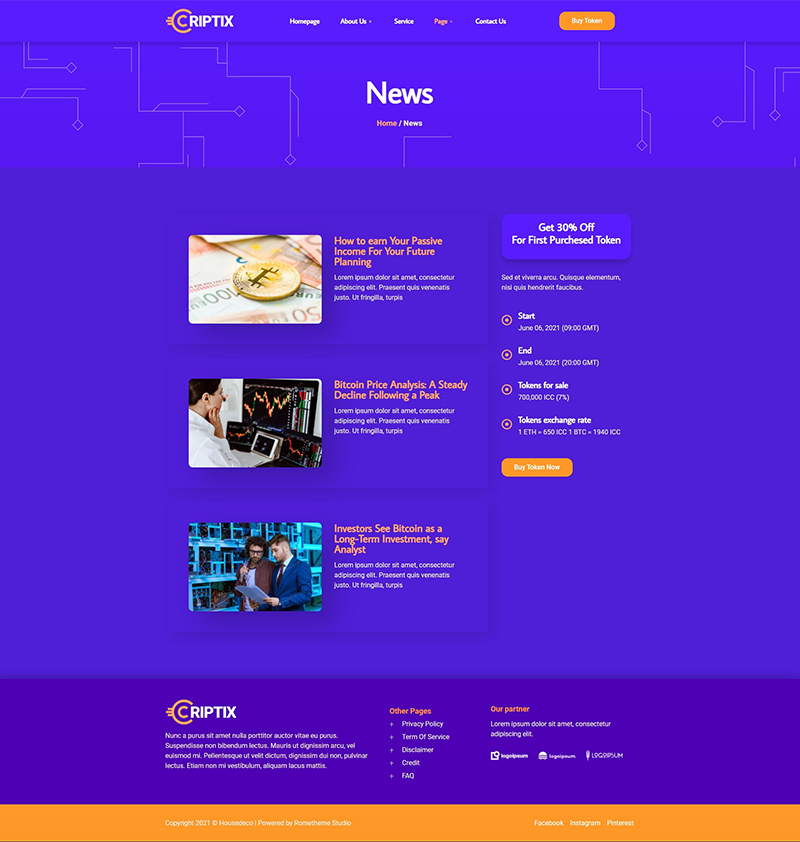 CRIPTIX
Homepage
About Us +
Service
Page +
Contact Us
Buy Token
News
Home / News
How to earn Your Passive
Income For Your Future
Planning
Lorem ipsum dolor sit amet, consectetur
adipiscing elit. Praesent quis venenatis
justo. Ut fringilla, turpis
Bitcoin Price Analysis: A Steady
Decline Following a Peak
Lorem ipsum dolor sit amet, consectetur
adipiscing elit. Praesent quis venenatis
justo. Ut fringilla, turpis
Investors See Bitcoin as a
Long-Term Investment, say
Analyst
Lorem ipsum dolor sit amet, consectetur
adipiscing elit. Praesent quis venenatis
justo. Ut fringilla, turpis
Get 30% Off
For First Purchesed Token
Sed et viverra arcu. Quisque elementum,
nisi quis hendrerit faucibus.
Start
June 06, 2021 (09:00 GMT)
End
June 06, 2021 (20:00 GMT)
Tokens for sale
700,000 ICC (7%)
Tokens exchange rate
1 ETH = 650 ICC 1 BTC = 1940 ICC
Buy Token Now
CRIPTIX
Nunc a purus sit amet nulla porttitor auctor vitae eu purus.
Suspendisse non bibendum lectus. Mauris ut dignissim arcu, vel
euismod mi. Pellentesque ut velit dictum, dignissim dui non, pulvinar
lectus. Etiam non mi vestibulum, aliquam lacus mattis.
Other Pages
+ Privacy Policy
+ Term Of Service
+ Disclaimer
+ Credit
+ FAQ
Our partner
Lorem ipsum dolor sit amet, consectetur
adipiscing elit.
logoipsum
logoipsum
LOGOIPSUM
Copyright 2021 © Housedeco | Powered by Rometheme Studio
Facebook Instagram Pinterest